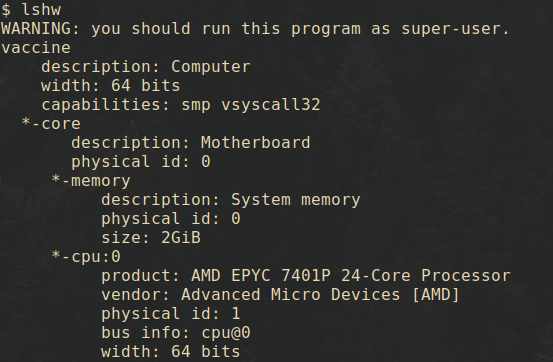 $ lshw
WARNING: you should run this program as super-user.
vaccine
    description: Computer
    width: 64 bits
    capabilities: smp vsyscall32
  *-core
       description: Motherboard
       physical id: 0
     *-memory
          description: System memory
          physical id: 0
          size: 2GiB
     *-cpu:0
          product: AMD EPYC 7401P 24-Core Processor
          vendor: Advanced Micro Devices [AMD]
          physical id: 1
          bus info: cpu@0
          width: 64 bits